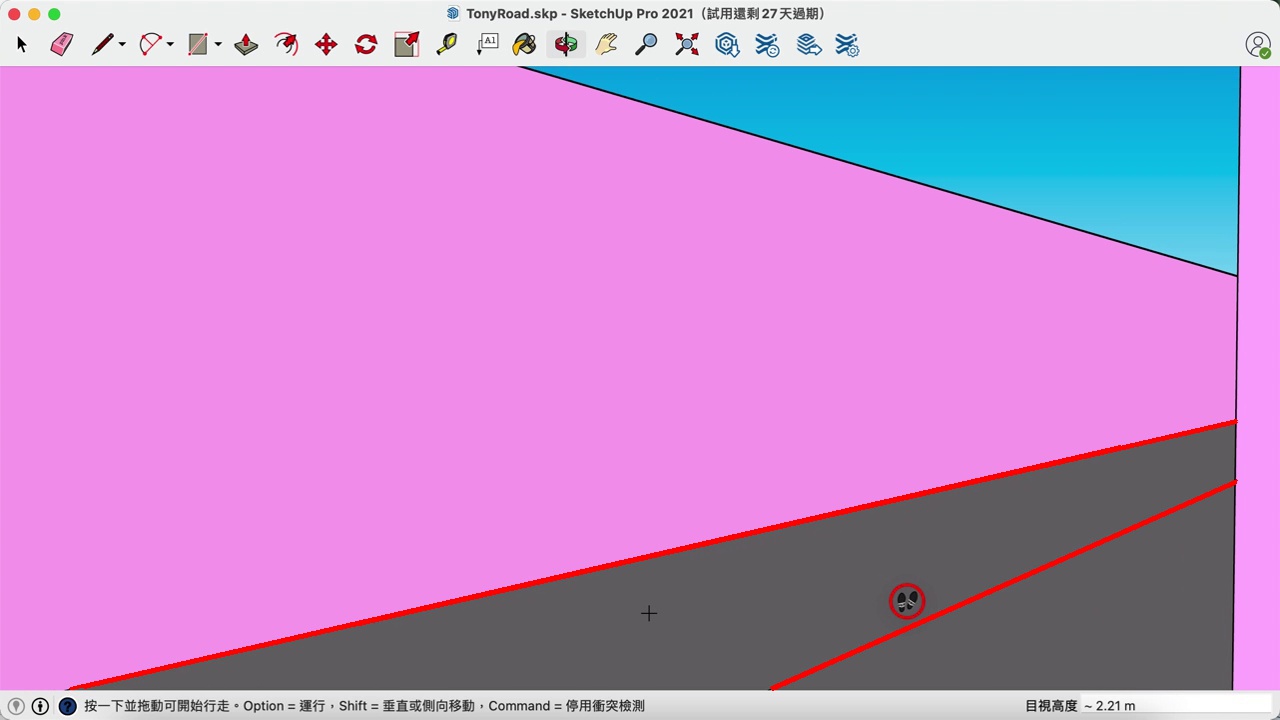 TonyRoad.skp - SketchUp Pro 2021（試用還剩27天過期）
A1
?
按一下並拖動可開始行走。Option = 運行，Shift = 垂直或側向移動，Command = 停用衝突檢測
目視高度 ~ 2.21 m